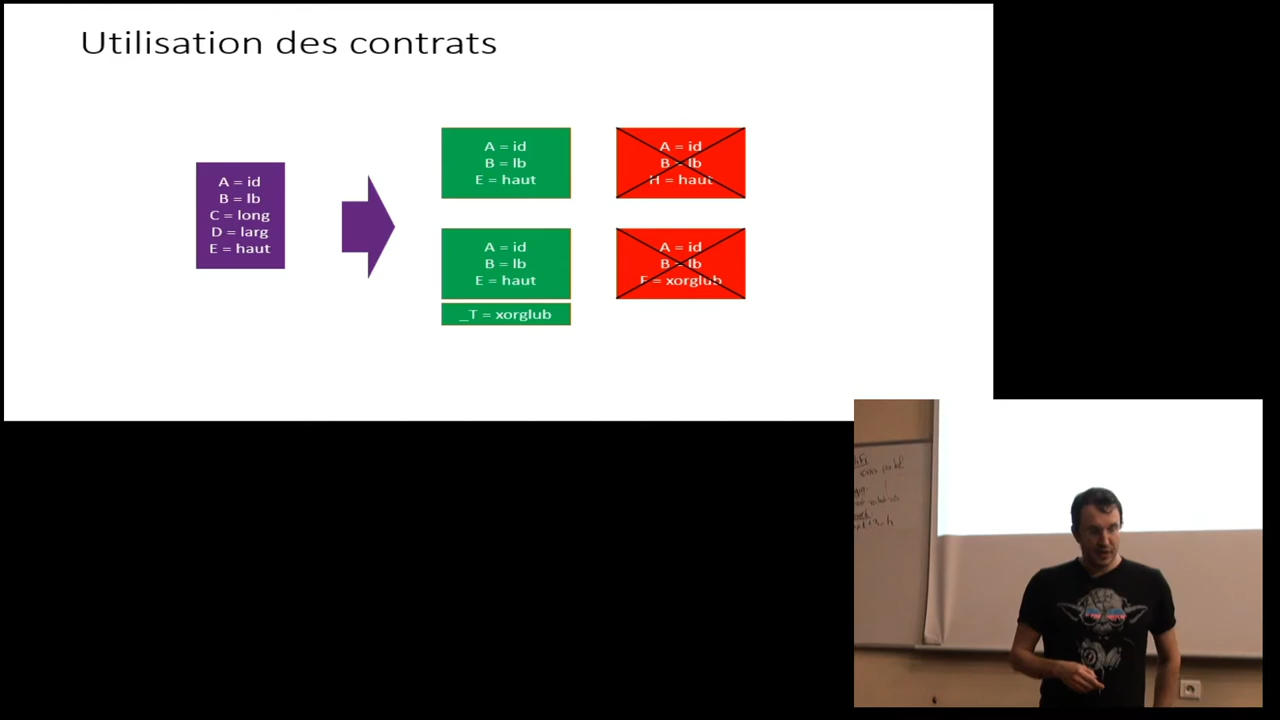 Utilisation des contrats
A = id
B = lb
C = long
D = larg
E = haut
A = id
B = lb
E = haut
A = id
B = lb
H = haut
A = id
B = lb
E = haut
_T = xorglub
A = id
B = lb
F = xorglub